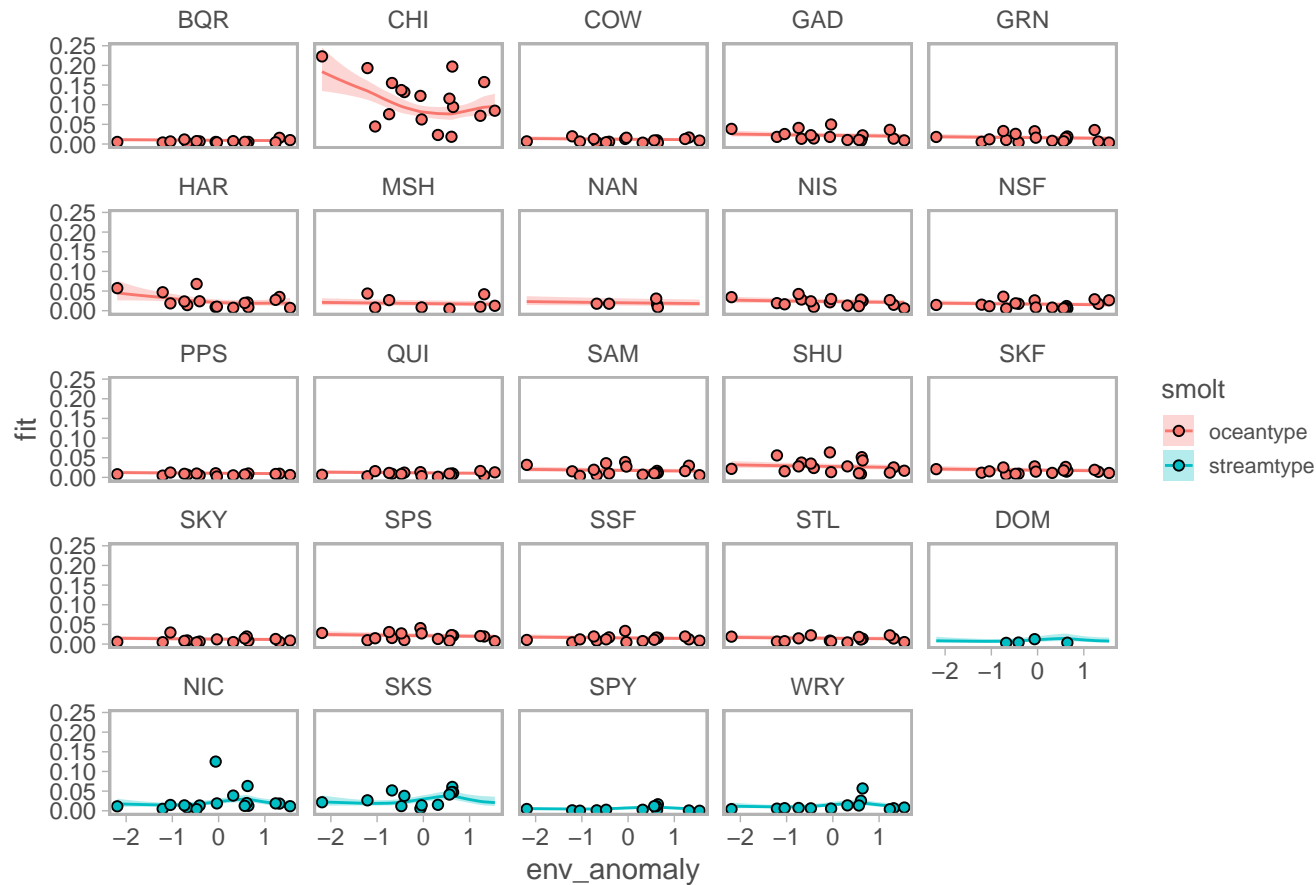 BQR CHI COW GAD GRN
0.25
0.20
0.15
0.10
0.05
0.00
HAR MSH NAN NIS NSF
0.25
0.20
0.15
0.10
0.05
0.00
PPS QUI SAM SHU SKF
0.25
0.20
0.15
0.10
0.05
0.00
SKY SPS SSF STL DOM
0.25
0.20
0.15
0.10
0.05
0.00
−2 −1 0 1
NIC SKS SPY WRY
0.25
0.20
0.15
0.10
0.05
0.00
−2 −1 0 1 −2 −1 0 1 −2 −1 0 1 −2 −1 0 1
env_anomaly
fit
smolt
oceantype
streamtype